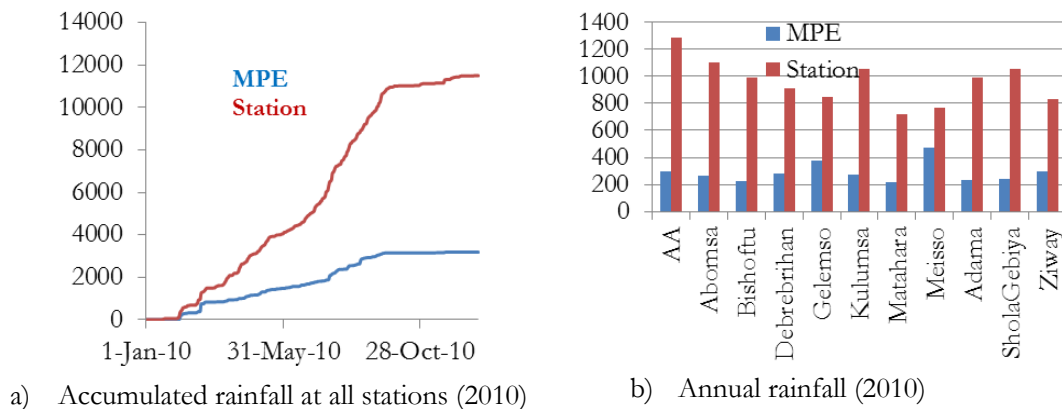 14000
12000
10000
8000
6000
4000
2000
0
MPE
Station
1-Jan-10 31-May-10 28-Oct-10
a) Accumulated rainfall at all stations (2010)
1400
1200
1000
800
600
400
200
0
MPE
Station
AA
Abomsa
Bishoftu
Debrebrihan
Gelemso
Kulumsa
Matahara
Meisso
Adama
SholaGebiya
Ziway
b) Annual rainfall (2010)